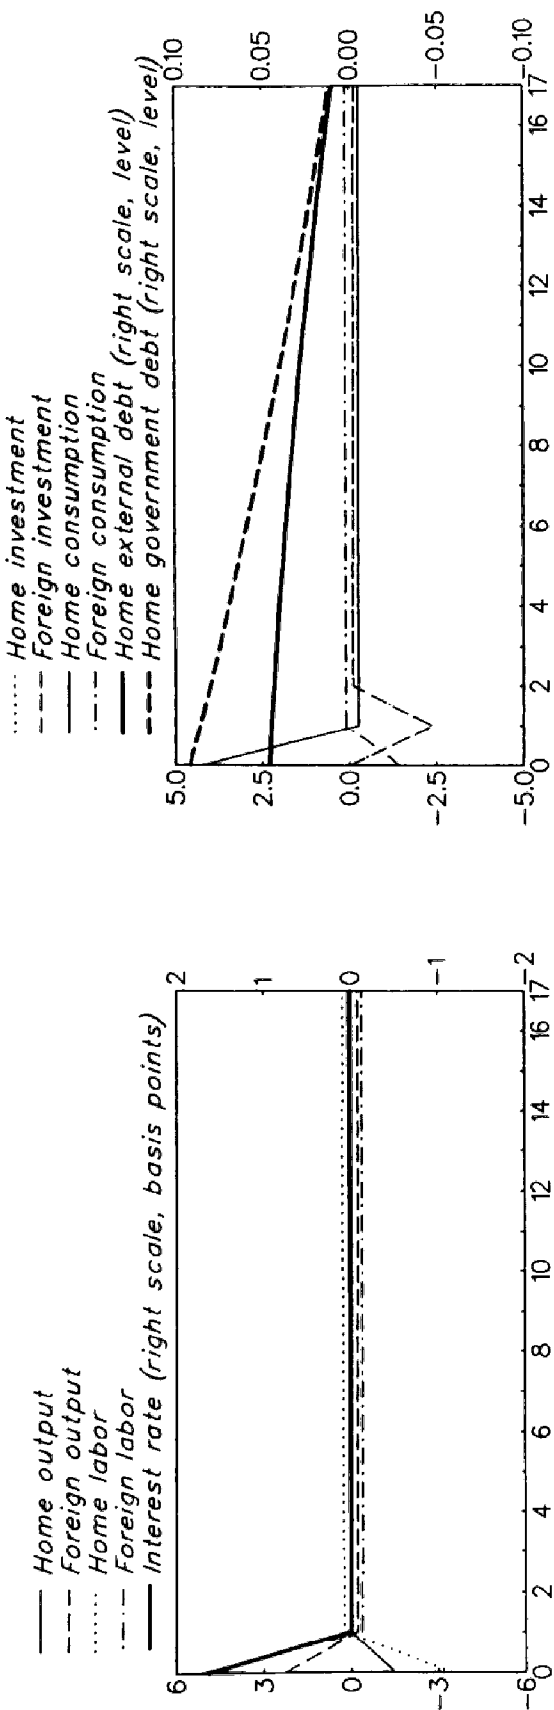 Home output
Foreign output
Home labor
Foreign labor
Interest rate (right scale, basis points)
6 2
3 1
0 0
−3 −1
−6 −2
0 2 4 6 8 10 12 14 16 17
Home investment
Foreign investment
Home consumption
Foreign consumption
Home external debt (right scale, level)
Home government debt (right scale, level)
5.0 0.10
2.5 0.05
0.0 0.00
−2.5 −0.05
−5.0 −0.10
0 2 4 6 8 10 12 14 16 17